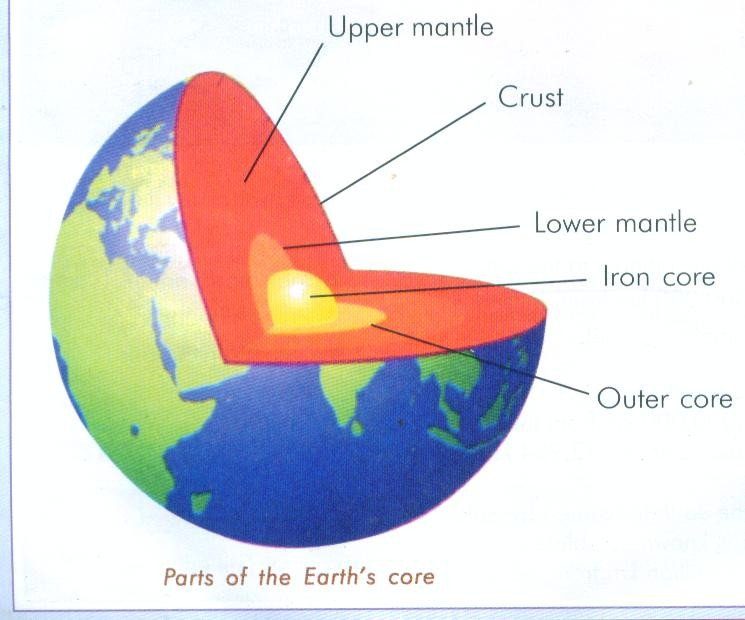 Upper mantle
Crust
Lower mantle
Iron core
Outer core
Parts of the Earth's core